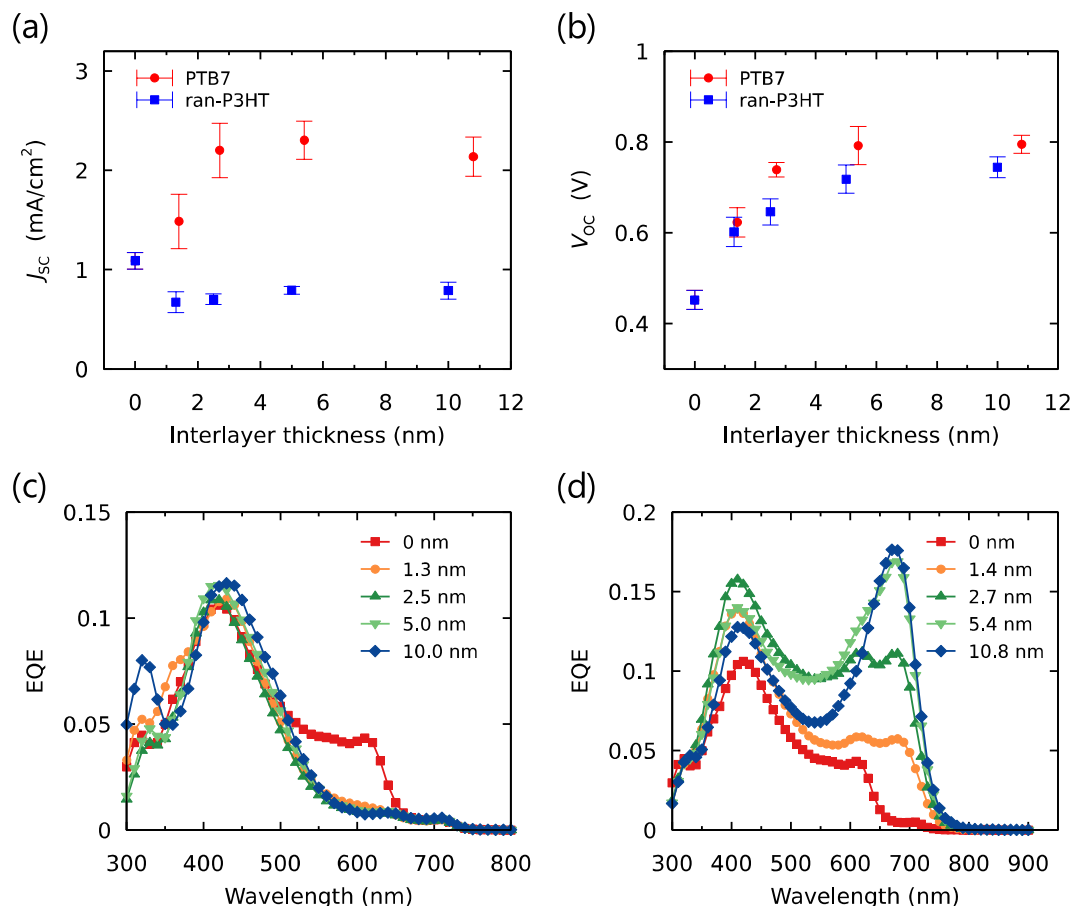 (a)
3
2
1
0
J_SC (mA/cm²)
PTB7
ran-P3HT
0 2 4 6 8 10 12
Interlayer thickness (nm)
(b)
1
0.8
0.6
0.4
V_OC (V)
PTB7
ran-P3HT
0 2 4 6 8 10 12
Interlayer thickness (nm)
(c)
0.15
0.1
0.05
0
EQE
0 nm
1.3 nm
2.5 nm
5.0 nm
10.0 nm
300 400 500 600 700 800
Wavelength (nm)
(d)
0.2
0.15
0.1
0.05
0
EQE
0 nm
1.4 nm
2.7 nm
5.4 nm
10.8 nm
300 400 500 600 700 800 900
Wavelength (nm)